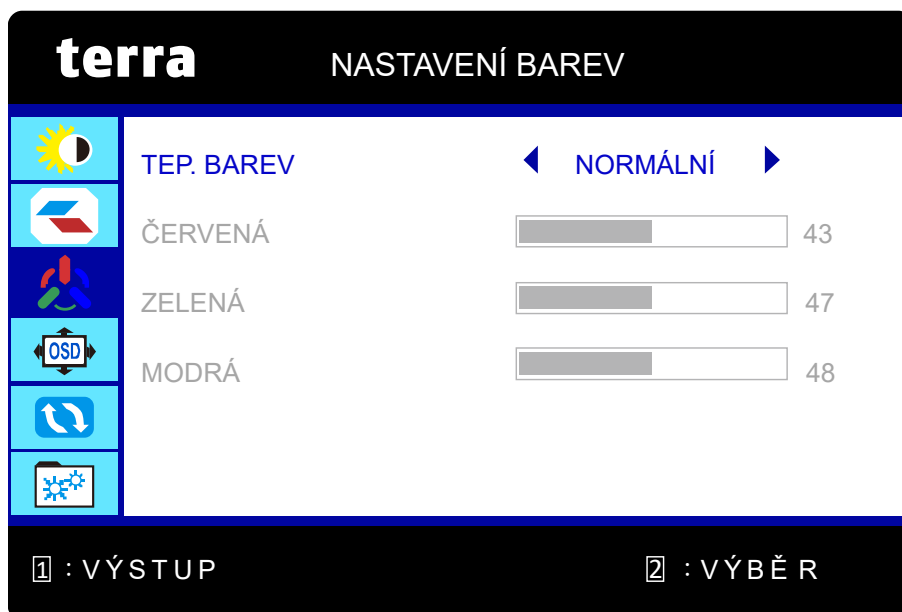 terra NASTAVENÍ BAREV
TEP. BAREV NORMÁLNÍ
ČERVENÁ 43
ZELENÁ 47
OSD
MODRÁ 48
1 : VÝSTUP 2 : VÝBĚR